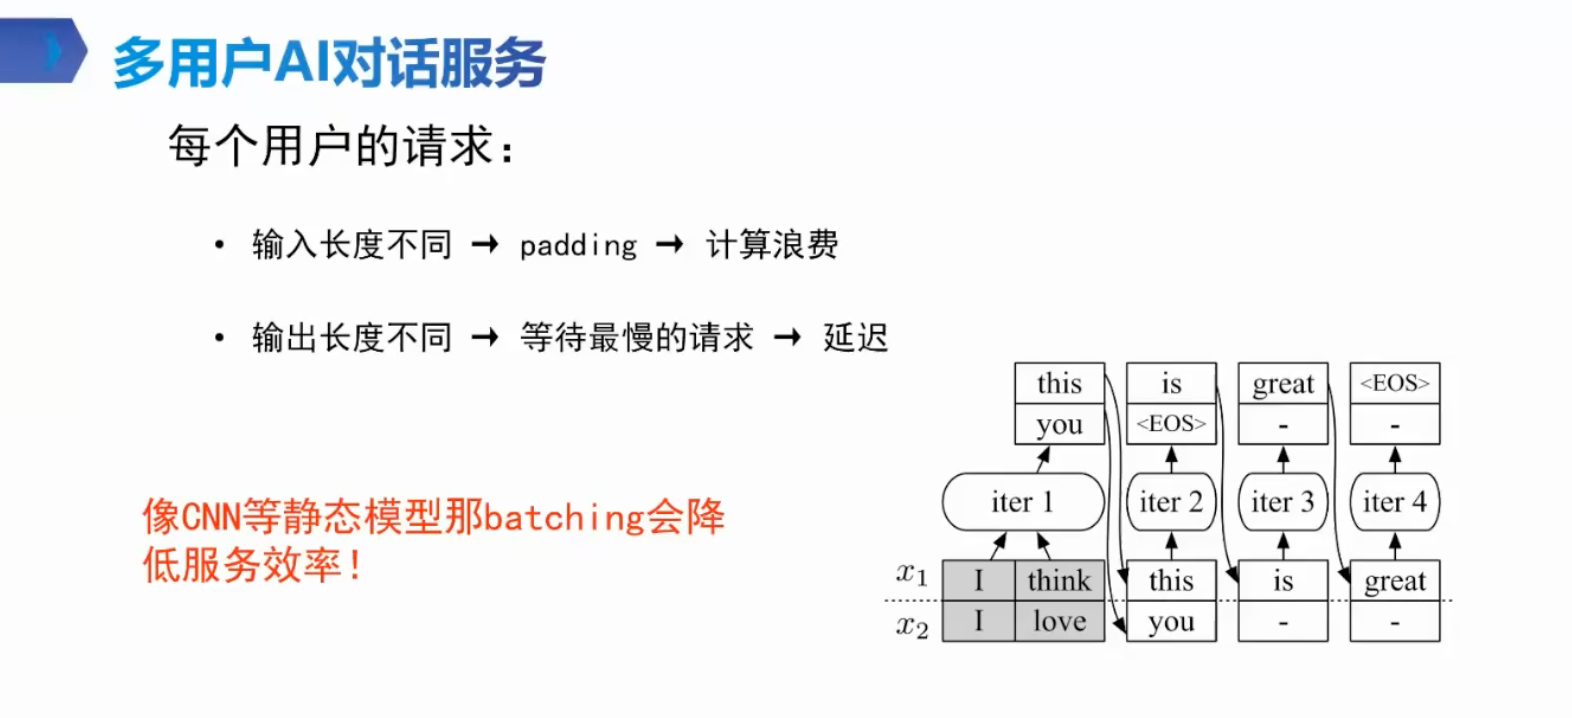 多用户AI对话服务
每个用户的请求：
• 输入长度不同 → padding → 计算浪费
• 输出长度不同 → 等待最慢的请求 → 延迟
像CNN等静态模型那batching会降
低服务效率！
this is great <EOS>
you <EOS> - -
iter 1 iter 2 iter 3 iter 4
x1 I think this is great
x2 I love you - -